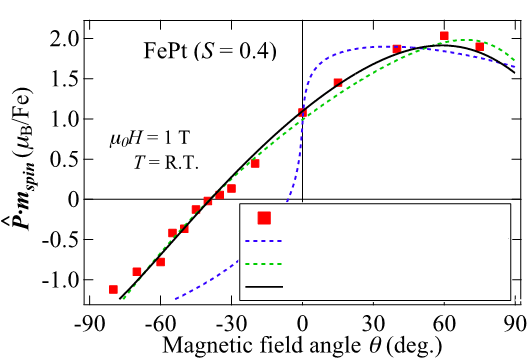 2.0
1.5
1.0
0.5
0
-0.5
-1.0
P̂·m_spin (μ_B/Fe)
FePt (S = 0.4)
μ₀H = 1 T
T = R.T.
-90 -60 -30 0 30 60 90
Magnetic field angle θ (deg.)